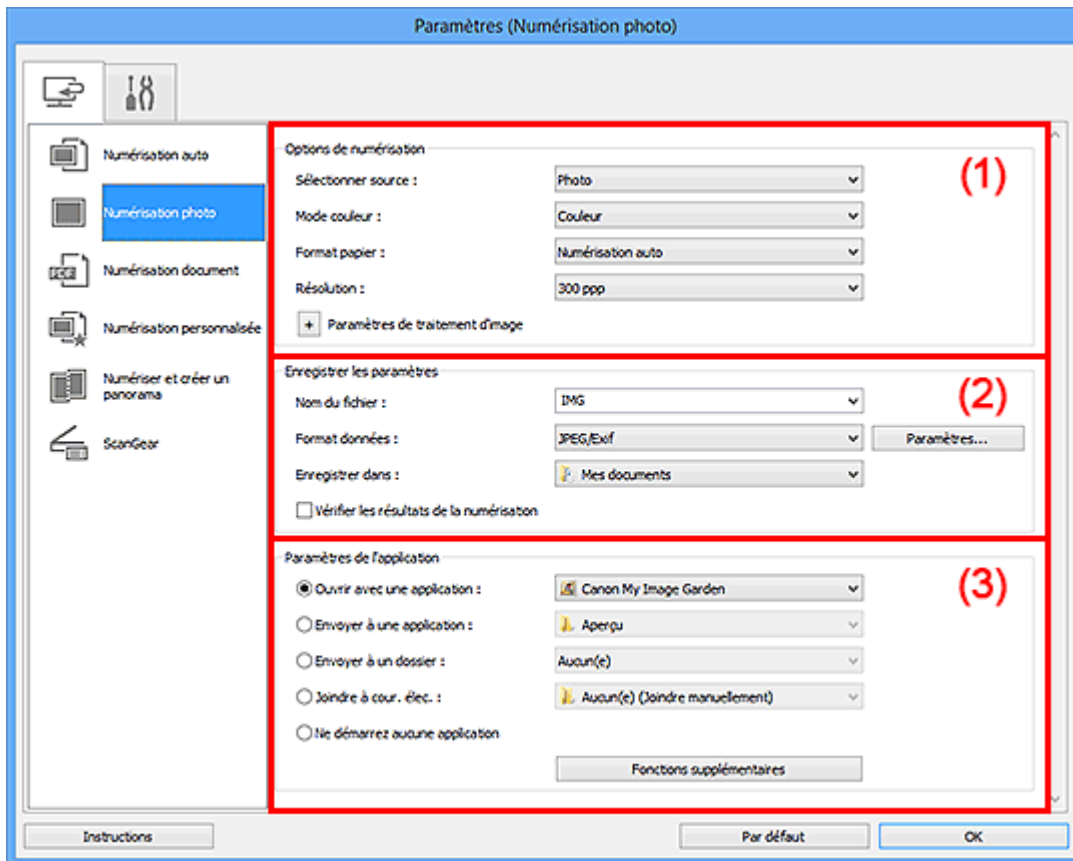 Paramètres (Numérisation photo)
Numérisation auto
Numérisation photo
Numérisation document
Numérisation personnalisée
Numériser et créer un
panorama
ScanGear
Options de numérisation
(1)
Sélectionner source : Photo
Mode couleur : Couleur
Format papier : Numérisation auto
Résolution : 300 ppp
+ Paramètres de traitement d'image
Enregistrer les paramètres
(2)
Nom du fichier : IMG
Format données : JPEG/Exif Paramètres...
Enregistrer dans : Mes documents
Vérifier les résultats de la numérisation
Paramètres de l'application
(3)
Ouvrir avec une application : Canon My Image Garden
Envoyer à une application : Aperçu
Envoyer à un dossier : Aucun(e)
Joindre à cour. élec. : Aucun(e) (Joindre manuellement)
Ne démarrez aucune application
Fonctions supplémentaires
Instructions Par défaut OK